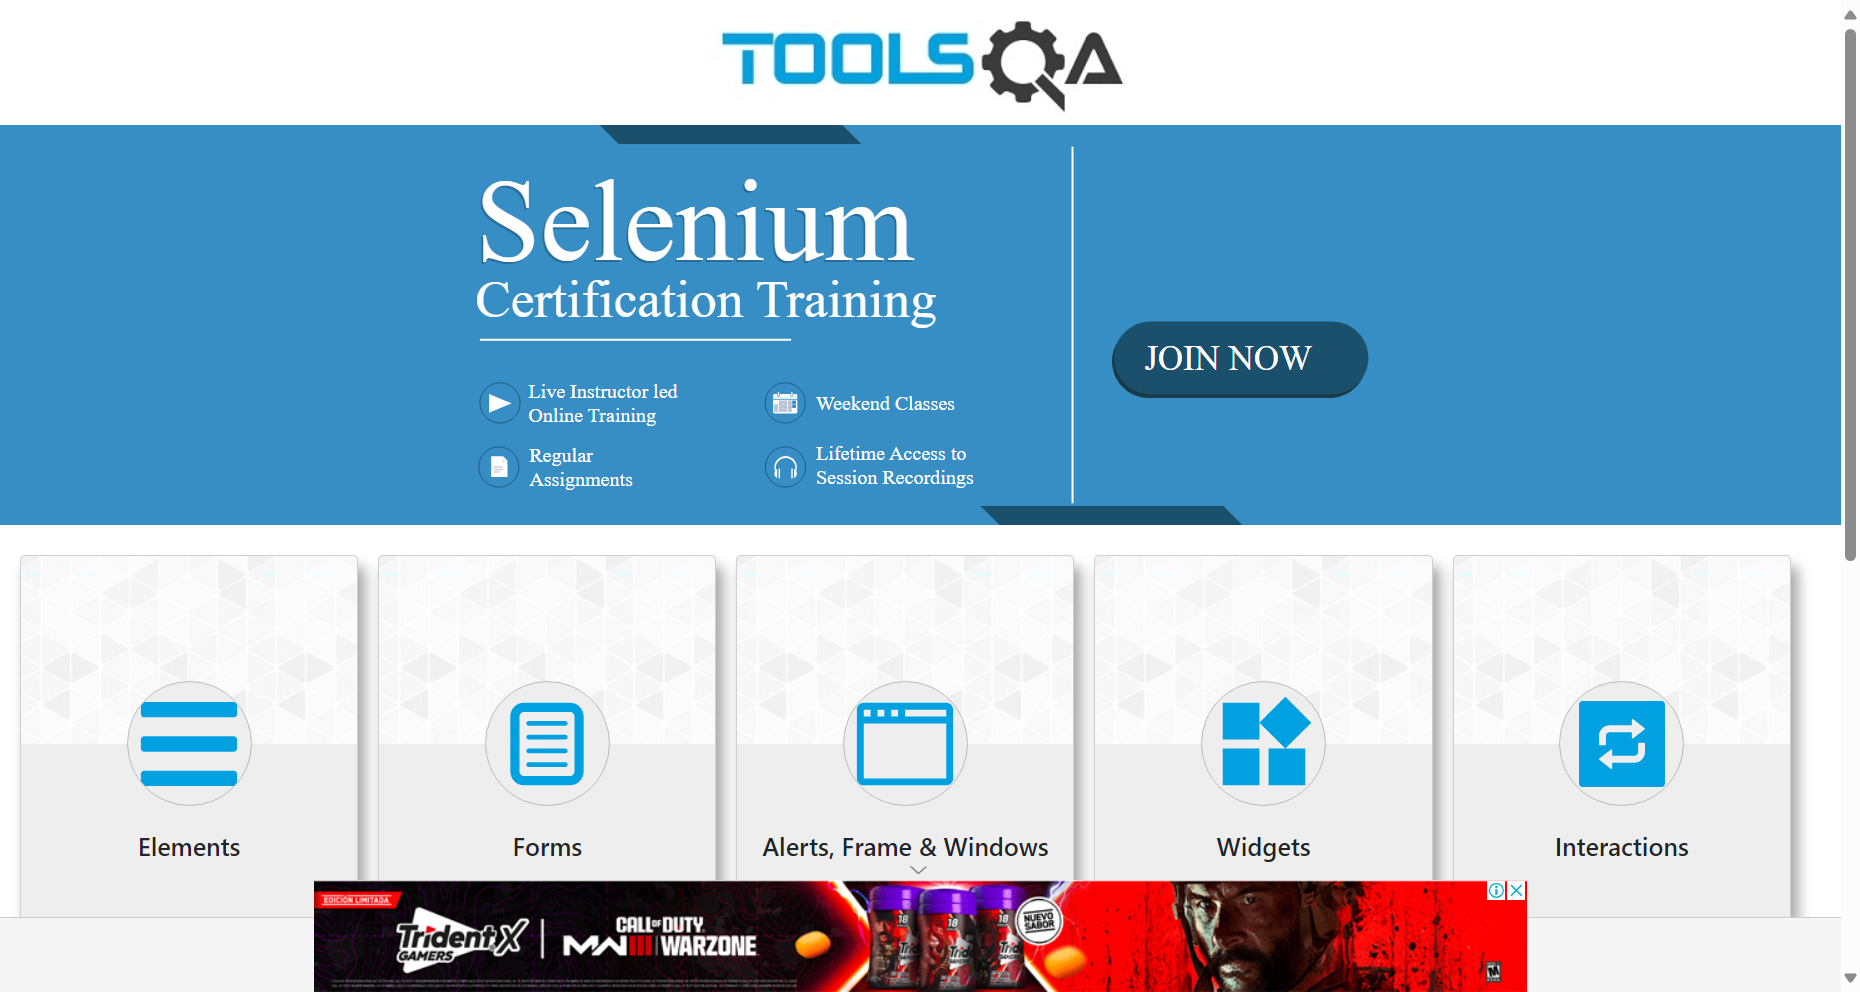 TOOLSQA
Selenium
Certification Training
Live Instructor led
Online Training
Weekend Classes
Regular
Assignments
Lifetime Access to
Session Recordings
JOIN NOW
Elements
Forms
Alerts, Frame & Windows
Widgets
Interactions
EDICION LIMITADA
TridentX
GAMERS
CALL OF DUTY
MWIII WARZONE
NUEVO
SABOR